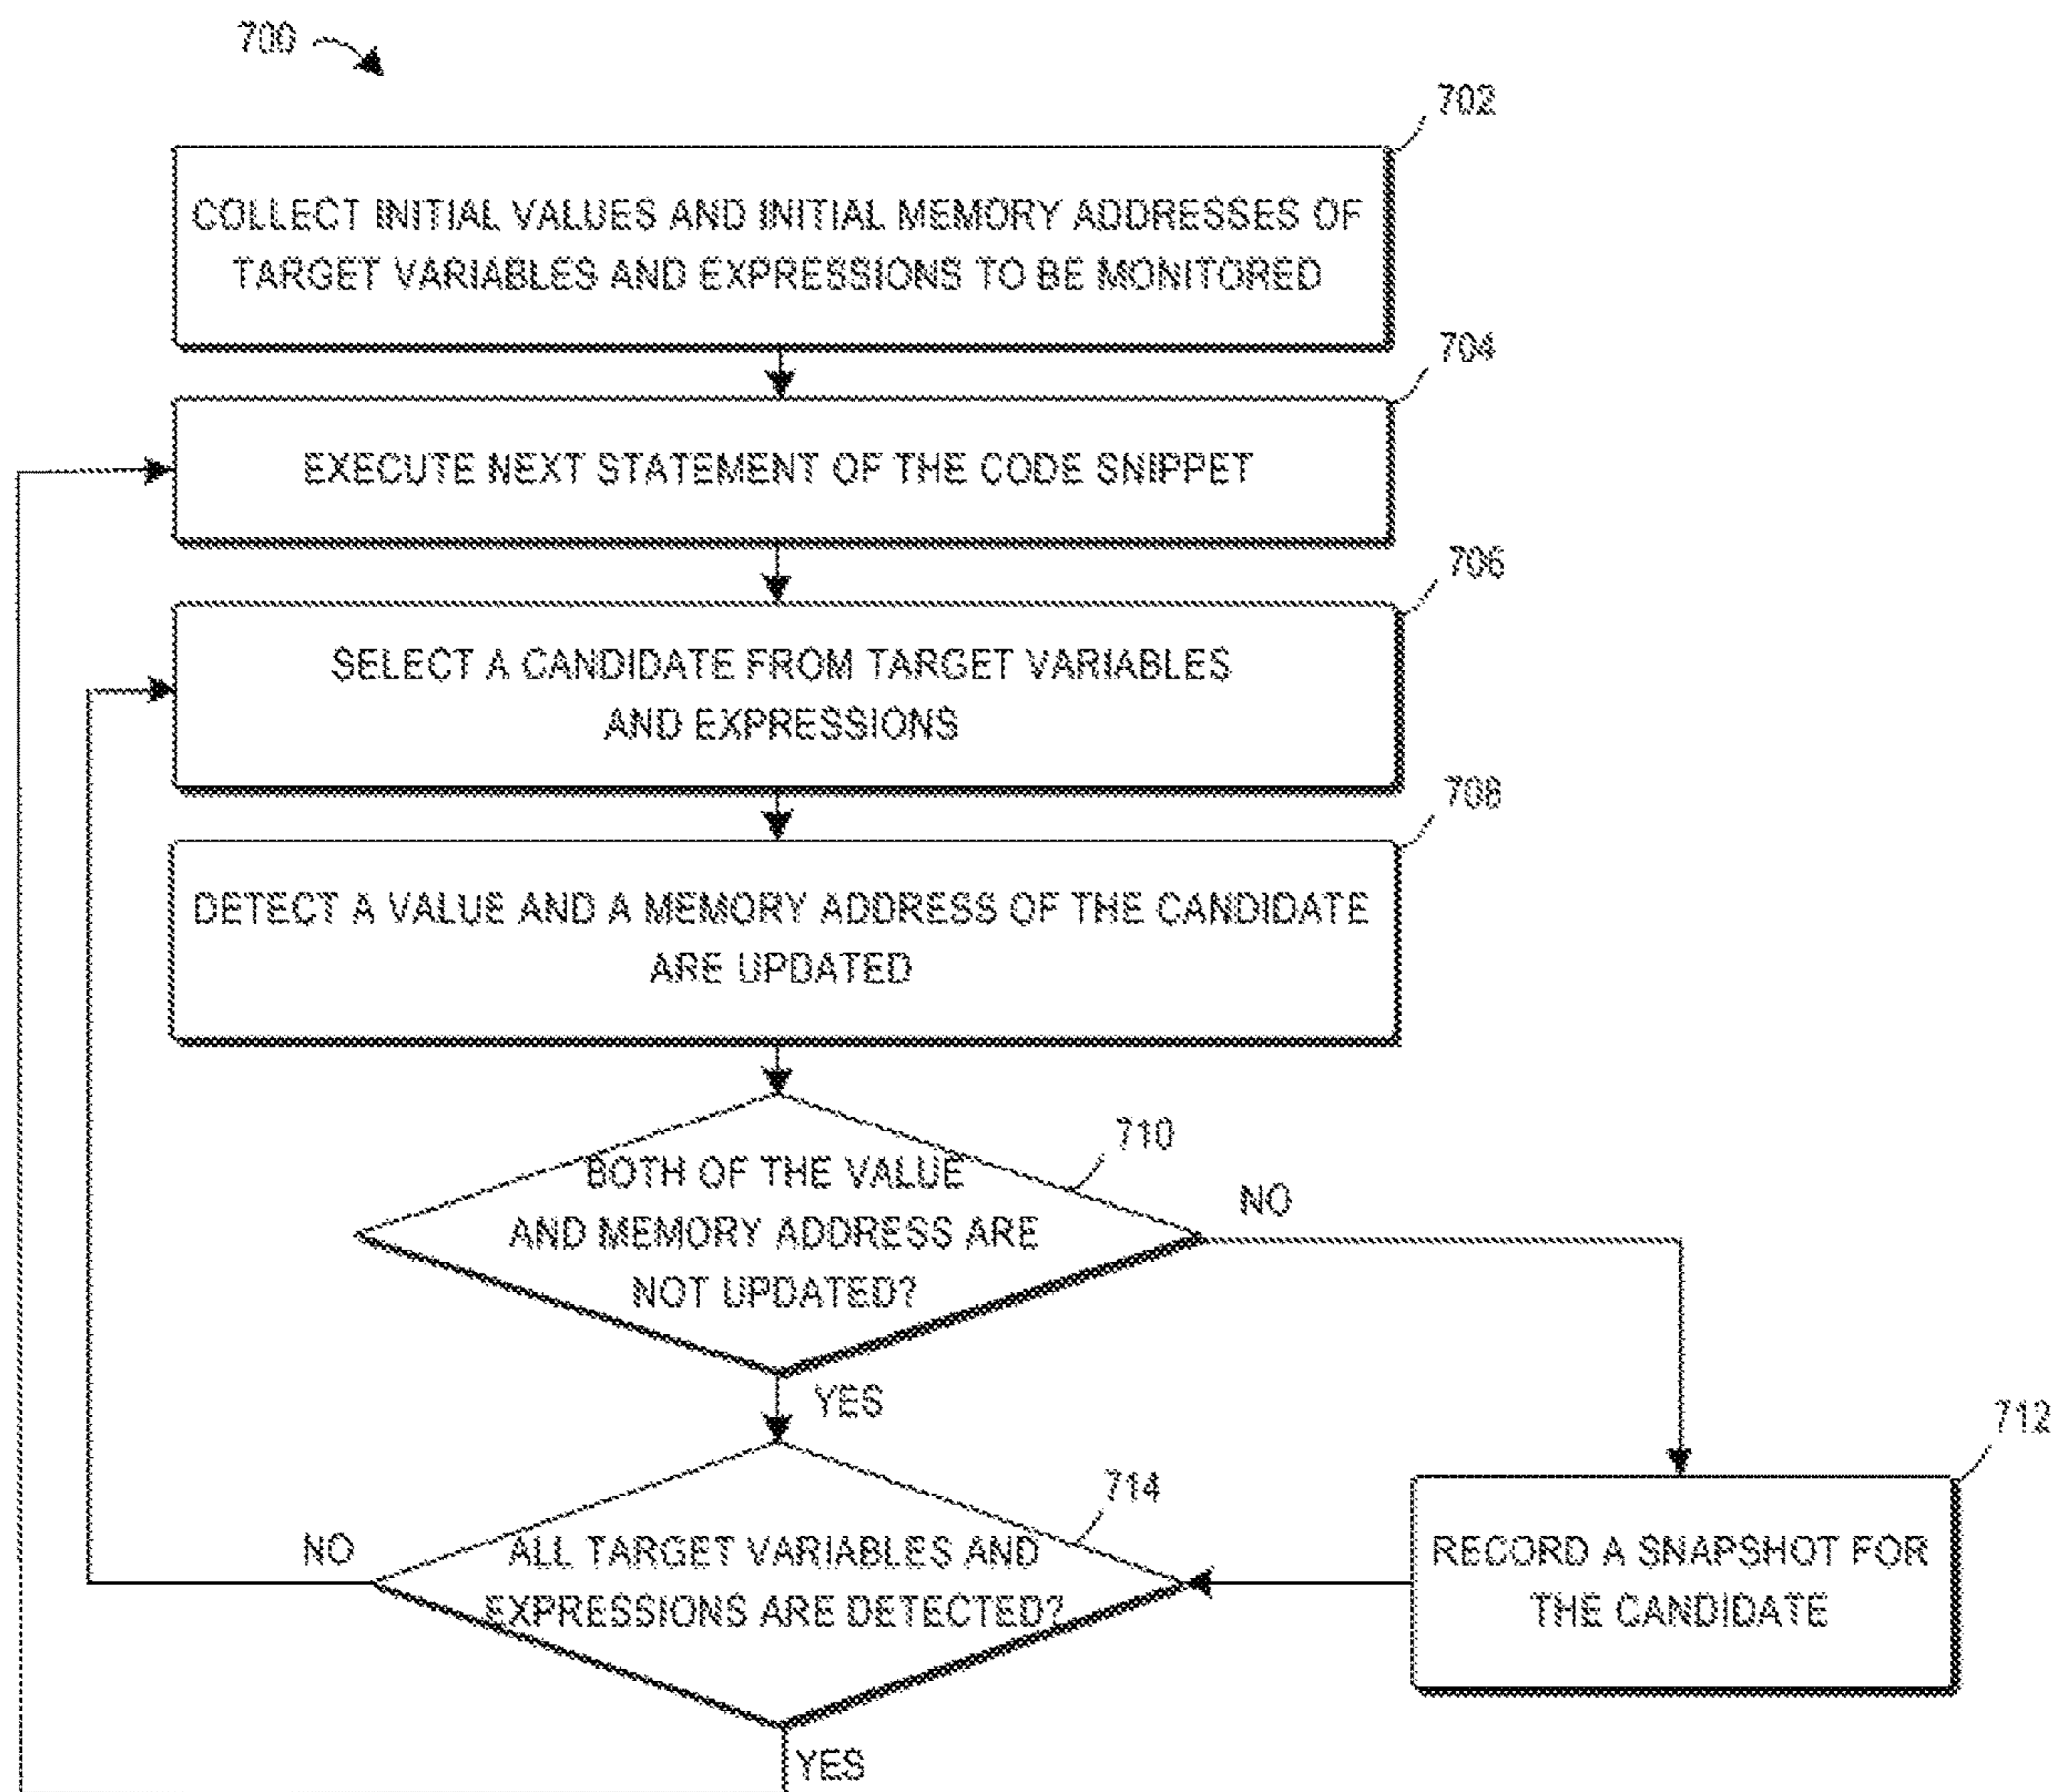 700
702
COLLECT INITIAL VALUES AND INITIAL MEMORY ADDRESSES OF
TARGET VARIABLES AND EXPRESSIONS TO BE MONITORED
704
EXECUTE NEXT STATEMENT OF THE CODE SNIPPET
706
SELECT A CANDIDATE FROM TARGET VARIABLES
AND EXPRESSIONS
708
DETECT A VALUE AND A MEMORY ADDRESS OF THE CANDIDATE
ARE UPDATED
710
BOTH OF THE VALUE
AND MEMORY ADDRESS ARE
NOT UPDATED?
NO
YES
712
714
NO
ALL TARGET VARIABLES AND
EXPRESSIONS ARE DETECTED?
RECORD A SNAPSHOT FOR
THE CANDIDATE
YES